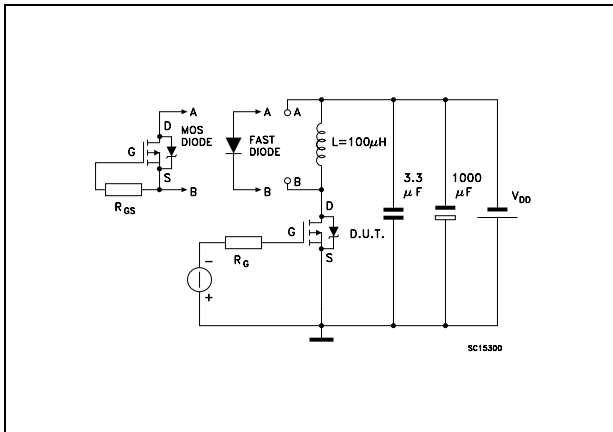 A
D
MOS
DIODE
G
S
B
RGS
A
FAST
DIODE
B
A
L=100μH
B
D
G
D.U.T.
S
RG
-
+
3.3
μF
1000
μF
VDD
SC15300